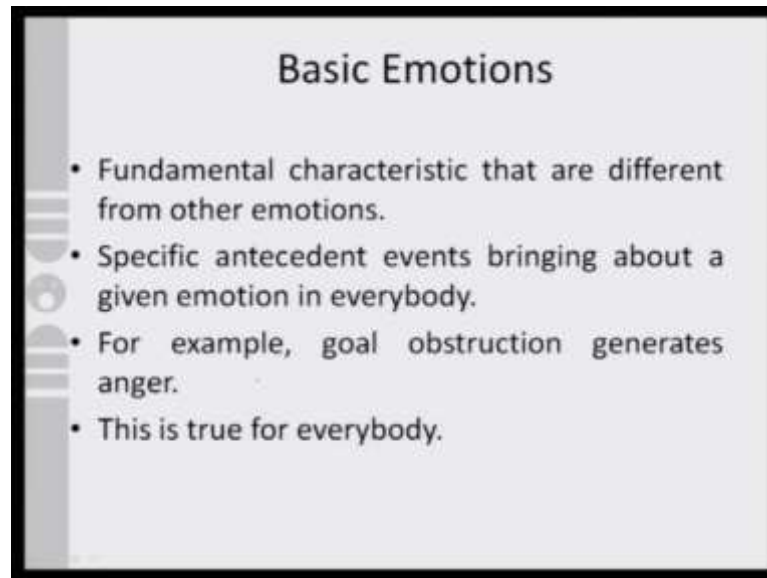 Basic Emotions
• Fundamental characteristic that are different
from other emotions.
• Specific antecedent events bringing about a
given emotion in everybody.
• For example, goal obstruction generates
anger.
• This is true for everybody.